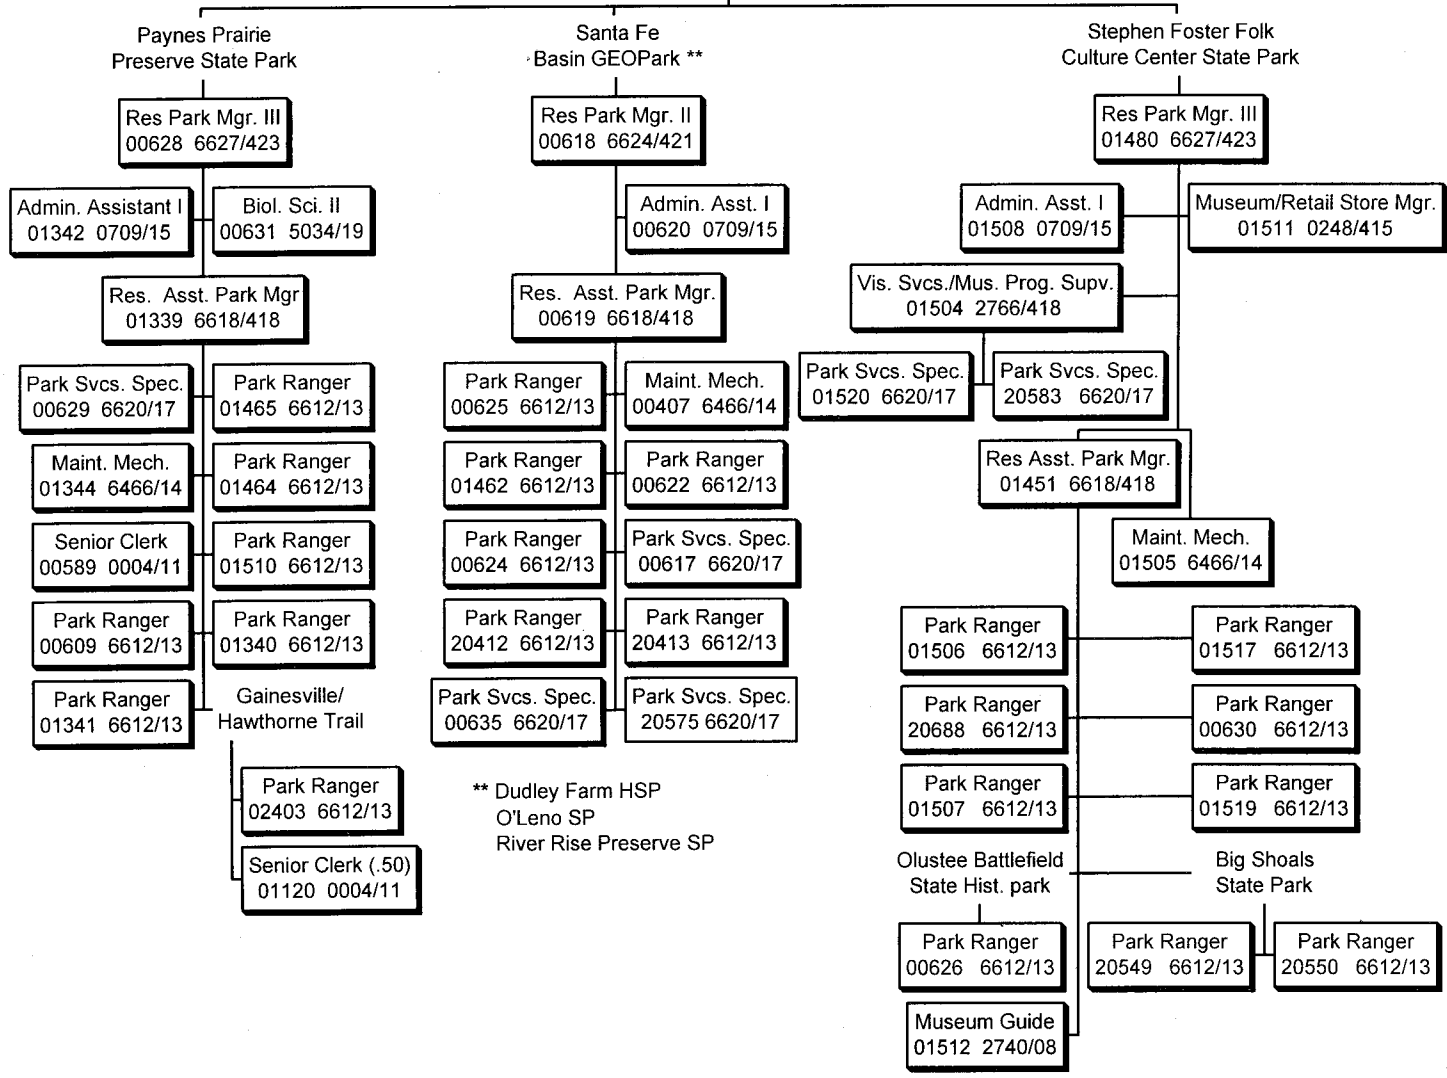 Paynes Prairie
Preserve State Park
Res Park Mgr. III
00628 6627/423
Admin. Assistant I
01342 0709/15
Biol. Sci. II
00631 5034/19
Res. Asst. Park Mgr
01339 6618/418
Park Svcs. Spec.
00629 6620/17
Park Ranger
01465 6612/13
Maint. Mech.
01344 6466/14
Park Ranger
01464 6612/13
Senior Clerk
00589 0004/11
Park Ranger
01510 6612/13
Park Ranger
00609 6612/13
Park Ranger
01340 6612/13
Park Ranger
01341 6612/13
Gainesville/
Hawthorne Trail
Park Ranger
02403 6612/13
Senior Clerk (.50)
01120 0004/11
Santa Fe
Basin GEOPark **
Res Park Mgr. II
00618 6624/421
Admin. Asst. I
00620 0709/15
Res. Asst. Park Mgr.
00619 6618/418
Park Ranger
00625 6612/13
Maint. Mech.
00407 6466/14
Park Ranger
01462 6612/13
Park Ranger
00622 6612/13
Park Ranger
00624 6612/13
Park Svcs. Spec.
00617 6620/17
Park Ranger
20412 6612/13
Park Ranger
20413 6612/13
Park Svcs. Spec.
00635 6620/17
Park Svcs. Spec.
20575 6620/17
** Dudley Farm HSP
O'Leno SP
River Rise Preserve SP
Stephen Foster Folk
Culture Center State Park
Res Park Mgr. III
01480 6627/423
Admin. Asst. I
01508 0709/15
Museum/Retail Store Mgr.
01511 0248/415
Vis. Svcs./Mus. Prog. Supv.
01504 2766/418
Park Svcs. Spec.
01520 6620/17
Park Svcs. Spec.
20583 6620/17
Res Asst. Park Mgr.
01451 6618/418
Maint. Mech.
01505 6466/14
Park Ranger
01506 6612/13
Park Ranger
01517 6612/13
Park Ranger
20688 6612/13
Park Ranger
00630 6612/13
Park Ranger
01507 6612/13
Park Ranger
01519 6612/13
Olustee Battlefield
State Hist. park
Park Ranger
00626 6612/13
Big Shoals
State Park
Park Ranger
20549 6612/13
Park Ranger
20550 6612/13
Museum Guide
01512 2740/08